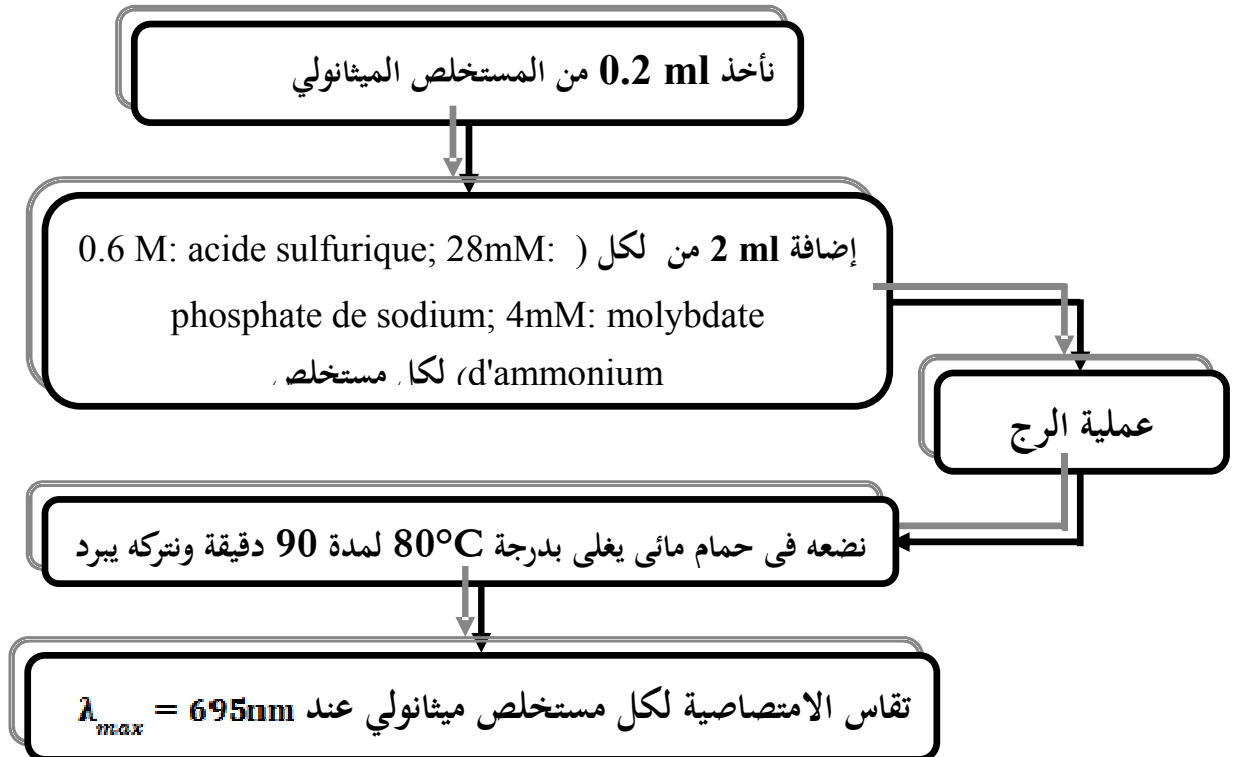 نأخذ 0.2 ml من المستخلص الميثانولي
إضافة 2 ml من لكل ( 0.6 M: acide sulfurique; 28mM:
phosphate de sodium; 4mM: molybdate
d'ammonium) لكل مستخلص
عملية الرج
نضعه في حمام مائي يغلى بدرجة 80°C لمدة 90 دقيقة ونتركه يبرد
تقاس الامتصاصية لكل مستخلص ميثانولي عند λmax = 695nm